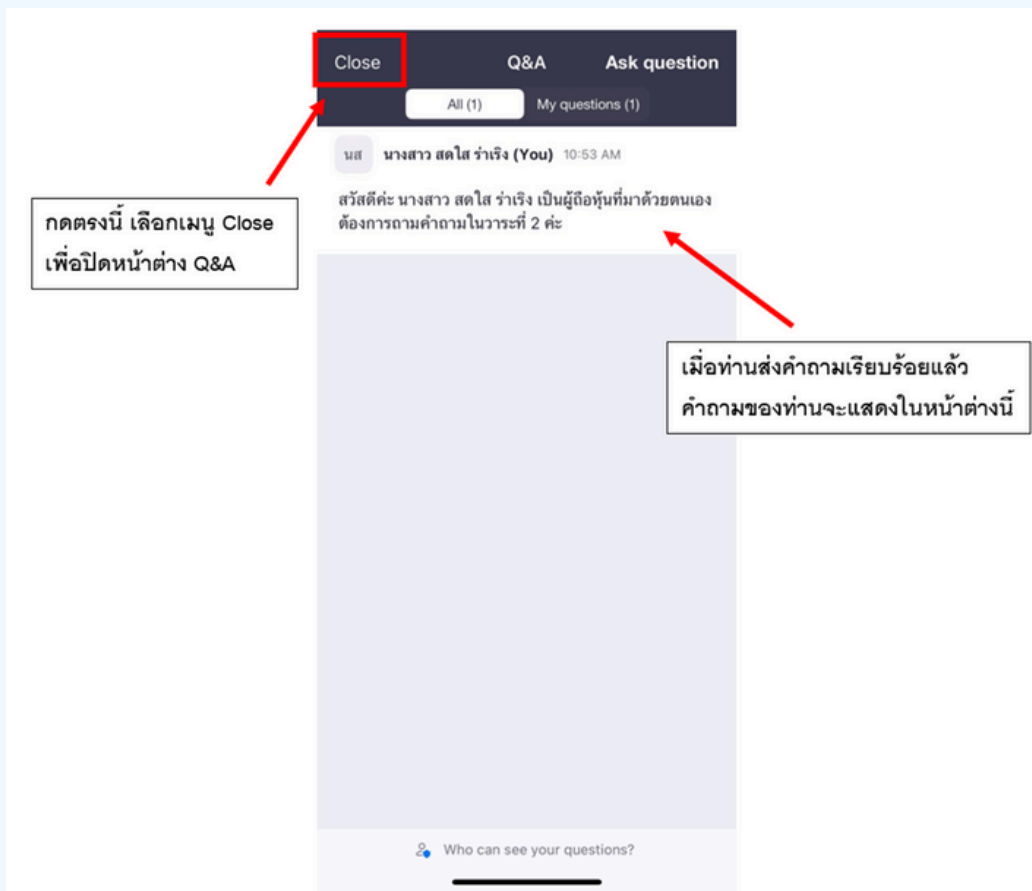 Close
Q&A
Ask question
All (1)
My questions (1)
นส
นางสาว สดใส ร่าเริง (You) 10:53 AM
สวัสดีค่ะ นางสาว สดใส ร่าเริง เป็นผู้ถือหุ้นที่มาด้วยตนเอง
ต้องการถามคำถามในวาระที่ 2 ค่ะ
กดตรงนี้ เลือกเมนู Close
เพื่อปิดหน้าต่าง Q&A
เมื่อท่านส่งคำถามเรียบร้อยแล้ว
คำถามของท่านจะแสดงในหน้าต่างนี้
Who can see your questions?